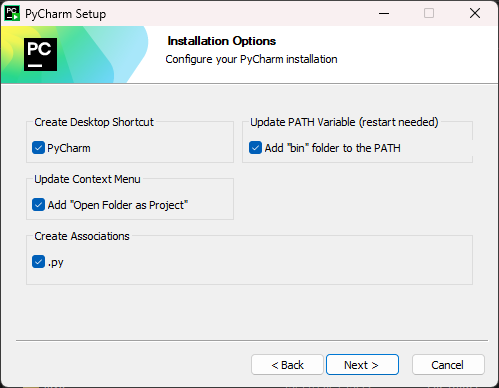 PC PyCharm Setup
PC
Installation Options
Configure your PyCharm installation
Create Desktop Shortcut
PyCharm
Update PATH Variable (restart needed)
Add "bin" folder to the PATH
Update Context Menu
Add "Open Folder as Project"
Create Associations
.py
< Back
Next >
Cancel